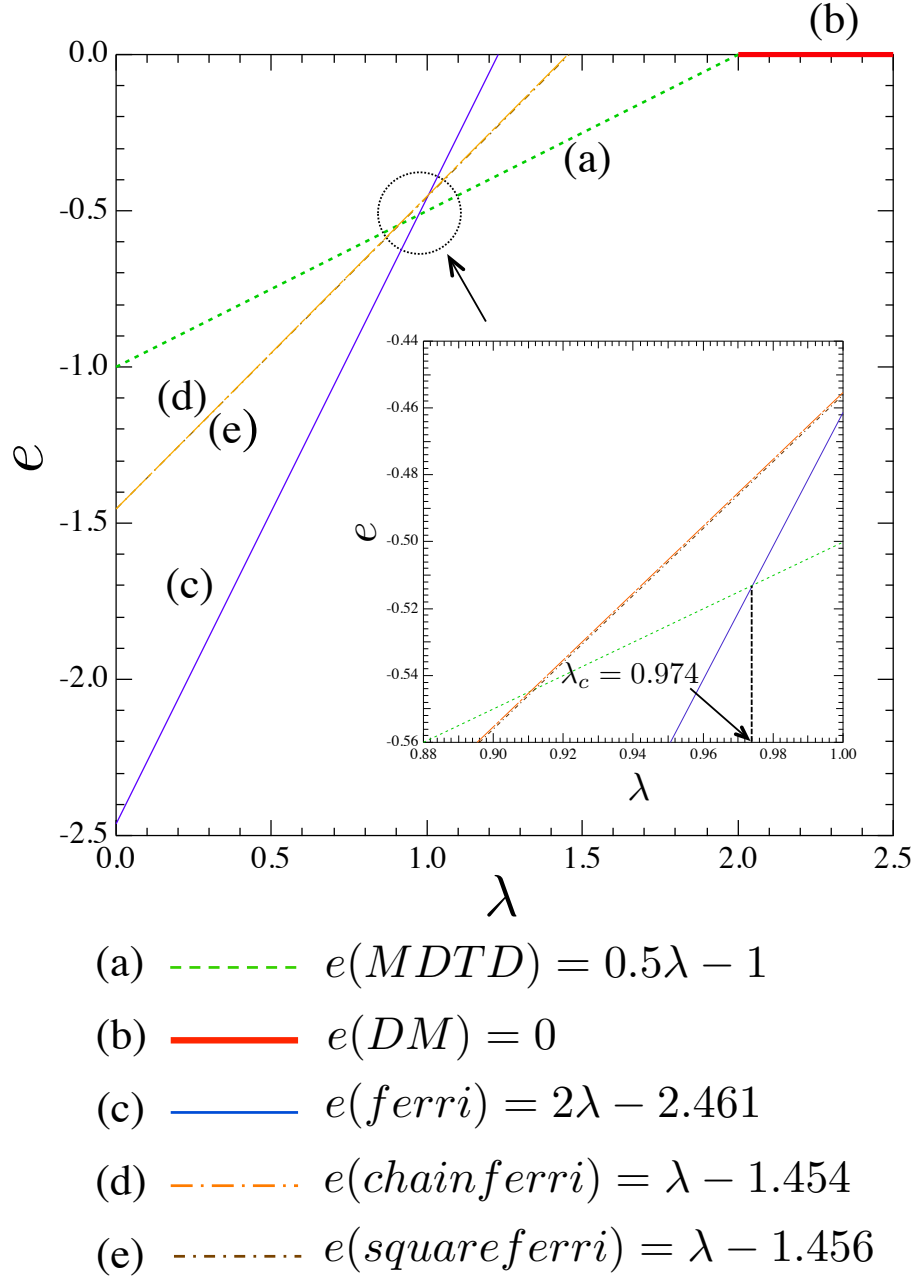 (b)
0.0
(a)
-0.5
-1.0
(d)
(e)
e
-1.5
(c)
-2.0
-2.5
0.0 0.5 1.0 1.5 2.0 2.5
λ
-0.44
-0.46
-0.48
e
-0.50
-0.52
λc = 0.974
-0.54
-0.56
0.88 0.90 0.92 0.94 0.96 0.98 1.00
λ
(a) e(MDTD) = 0.5λ − 1
(b) e(DM) = 0
(c) e(ferri) = 2λ − 2.461
(d) e(chainferri) = λ − 1.454
(e) e(squareferri) = λ − 1.456